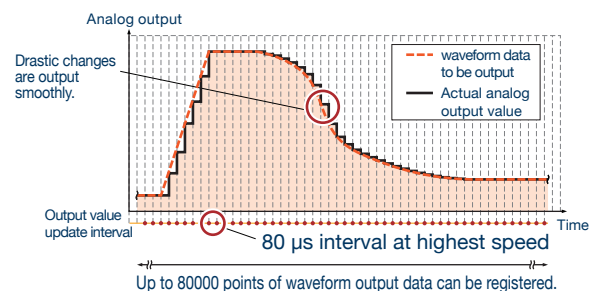 Analog output
Drastic changes
are output
smoothly.
waveform data
to be output
Actual analog
output value
Output value
update interval
Time
80 µs interval at highest speed
Up to 80000 points of waveform output data can be registered.